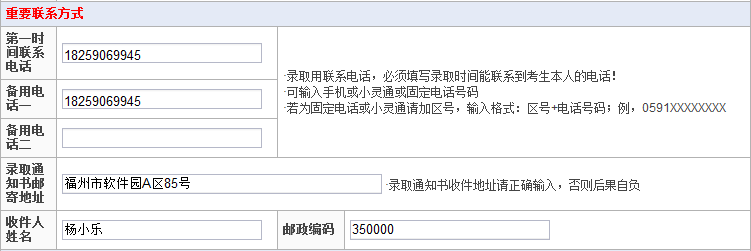 重要联系方式
第一时
间联系
电话
18259069945
备用电
话一
18259069945
备用电
话二
·录取用联系电话，必须填写录取时间能联系到考生本人的电话！
·可输入手机或小灵通或固定电话号码
·若为固定电话或小灵通请加区号，输入格式：区号+电话号码；例，0591XXXXXXXX
录取通
知书邮
寄地址
福州市软件园A区85号
·录取通知书收件地址请正确输入，否则后果自负
收件人
姓名
杨小乐
邮政编码
350000